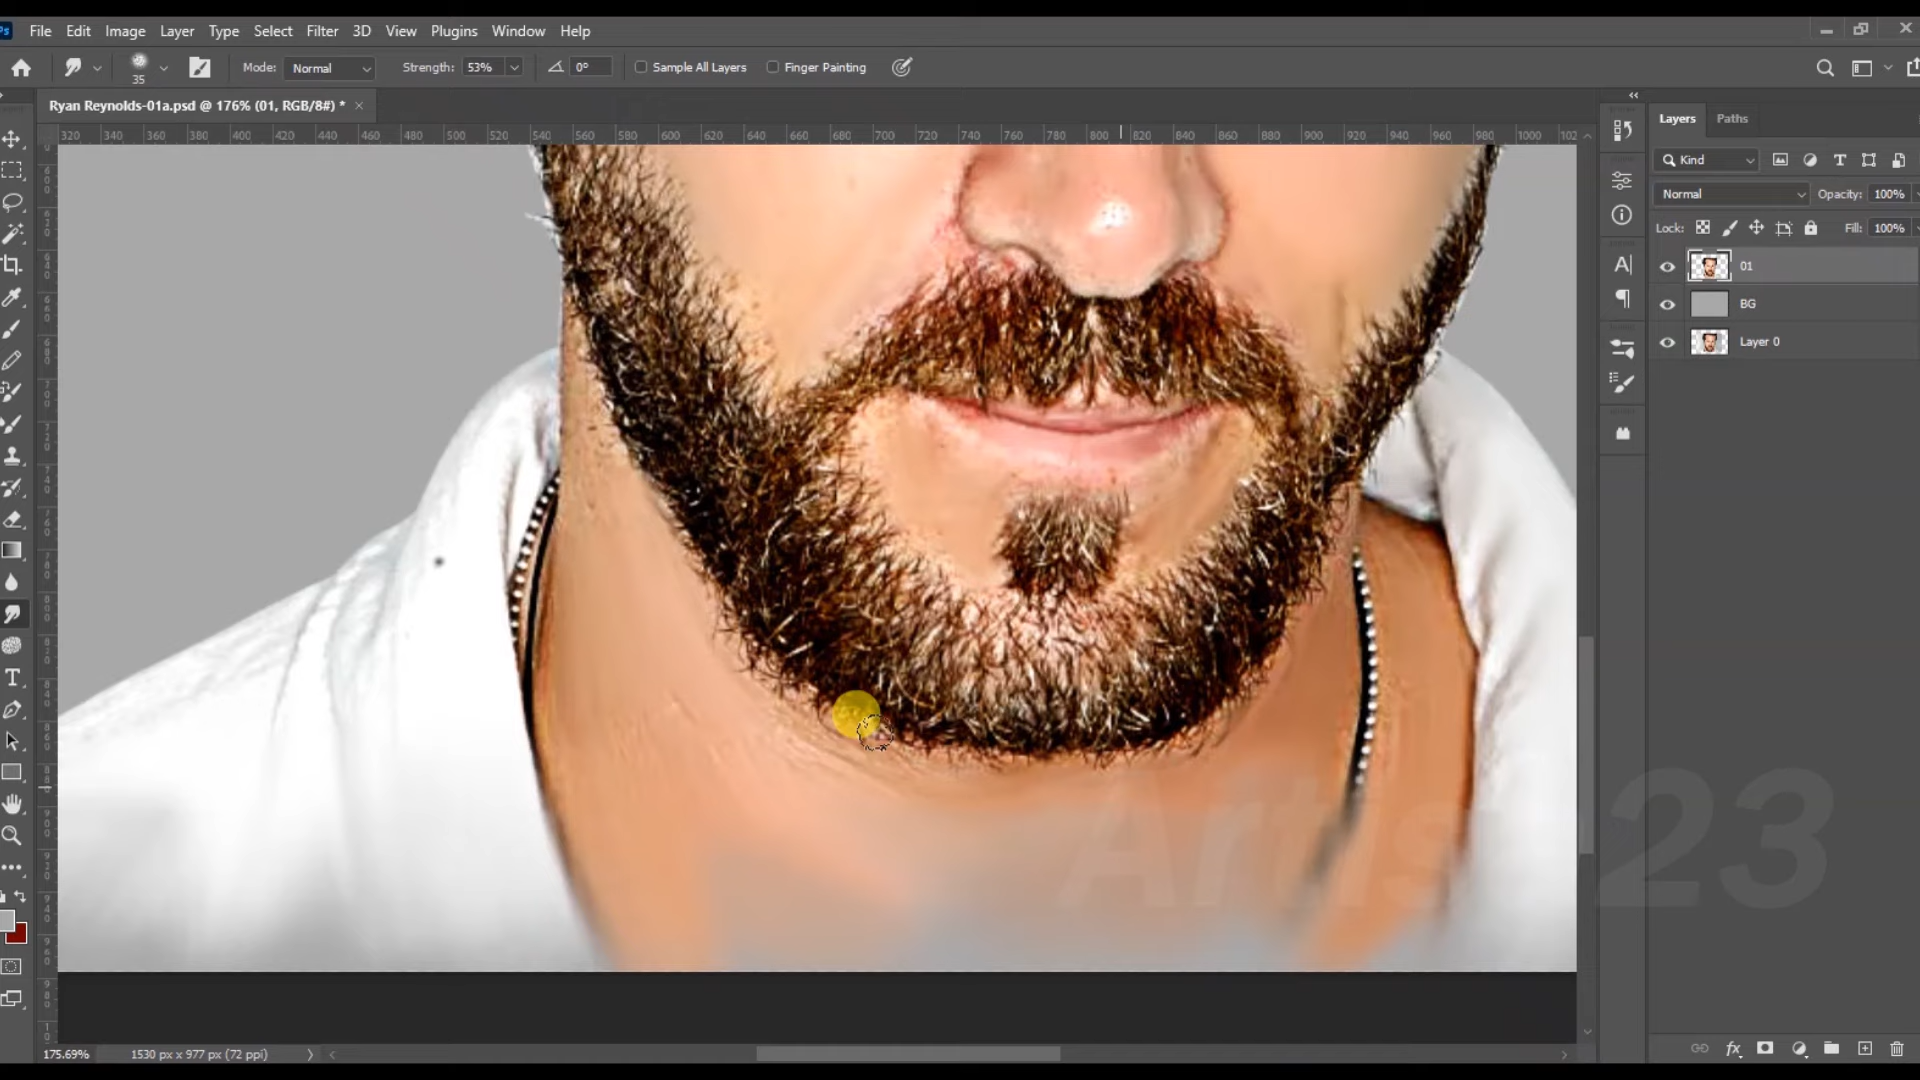 Ps File Edit Image Layer Type Select Filter 3D View Plugins Window Help
35 Mode: Normal Strength: 53% 0° Sample All Layers Finger Painting
Ryan Reynolds-01a.psd @ 176% (01, RGB/8#) * ×
320 340 360 380 400 420 440 460 480 500 520 540 560 580 600 620 640 660 680 700 720 740 760 780 800 820 840 860 880 900 920 940 960 980 1000 102
Layers Paths
Kind
Normal Opacity: 100%
Lock: Fill: 100%
01
BG
Layer 0
175.69% 1530 px x 977 px (72 ppi)